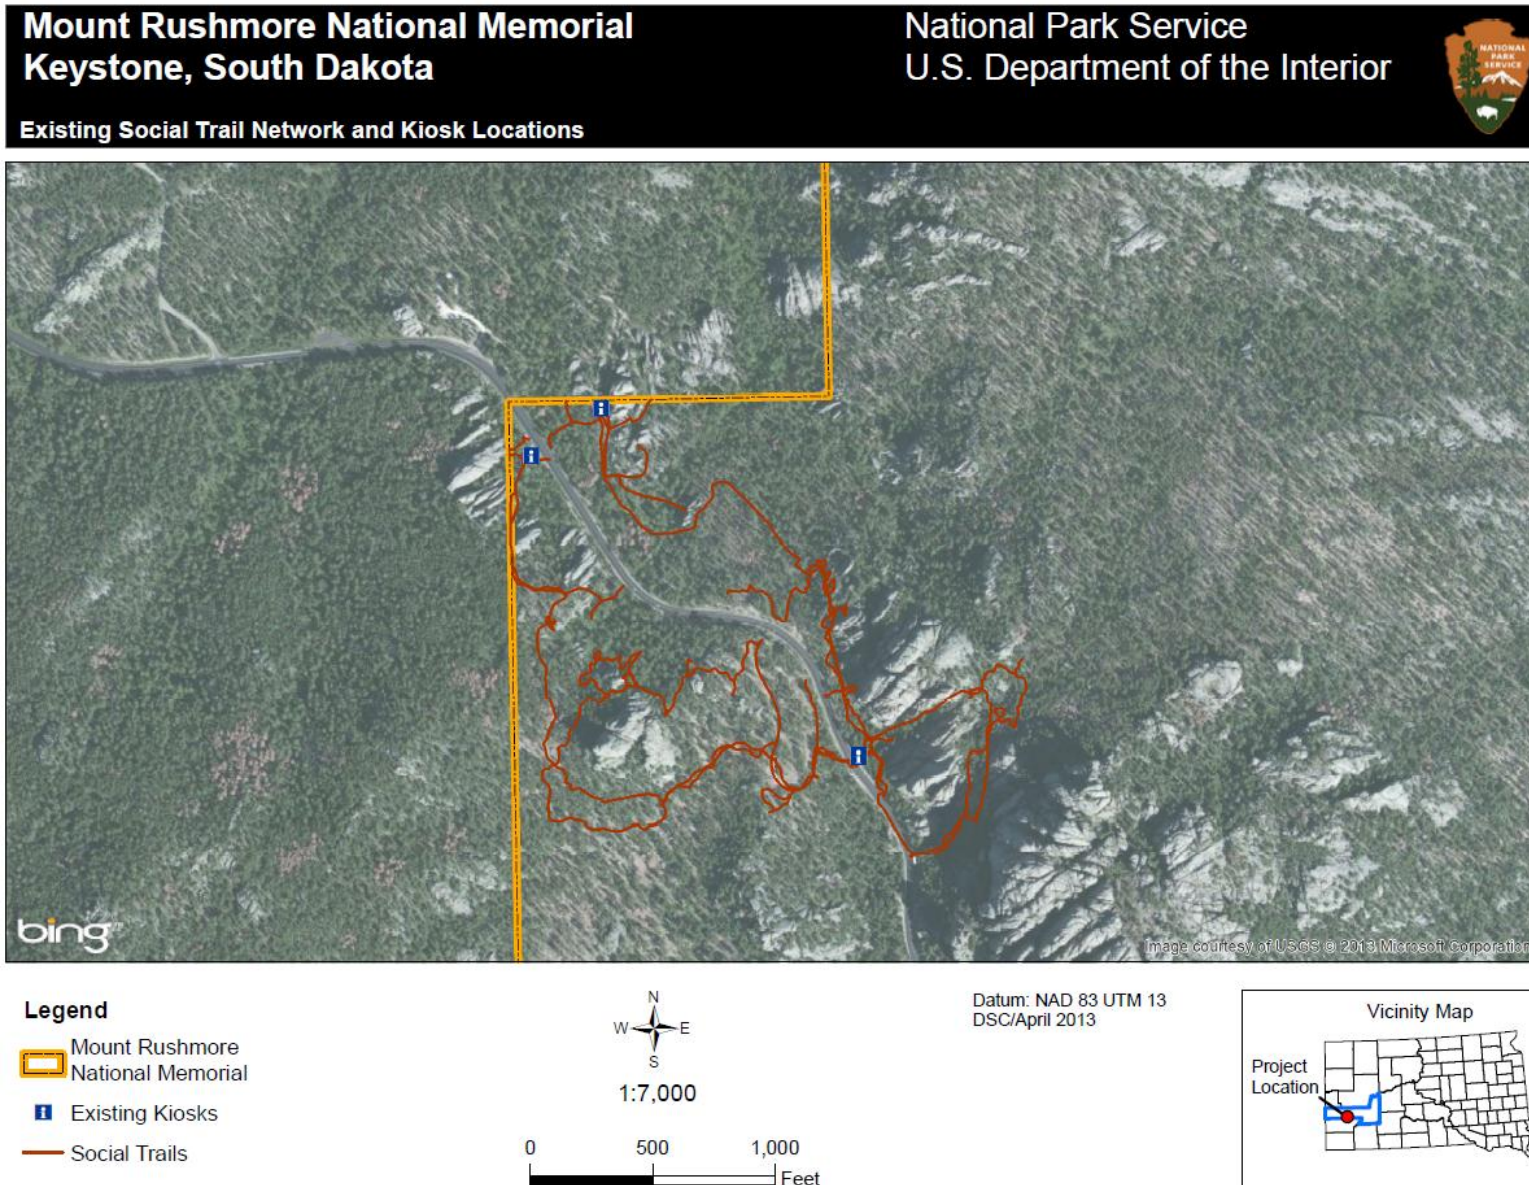 Mount Rushmore National Memorial
Keystone, South Dakota
Existing Social Trail Network and Kiosk Locations
National Park Service
U.S. Department of the Interior
NATIONAL
PARK
SERVICE
bing
Image courtesy of USGS © 2013 Microsoft Corporation
Legend
Mount Rushmore
National Memorial
i Existing Kiosks
Social Trails
N
W E
S
1:7,000
0 500 1,000
Feet
Datum: NAD 83 UTM 13
DSC/April 2013
Vicinity Map
Project
Location